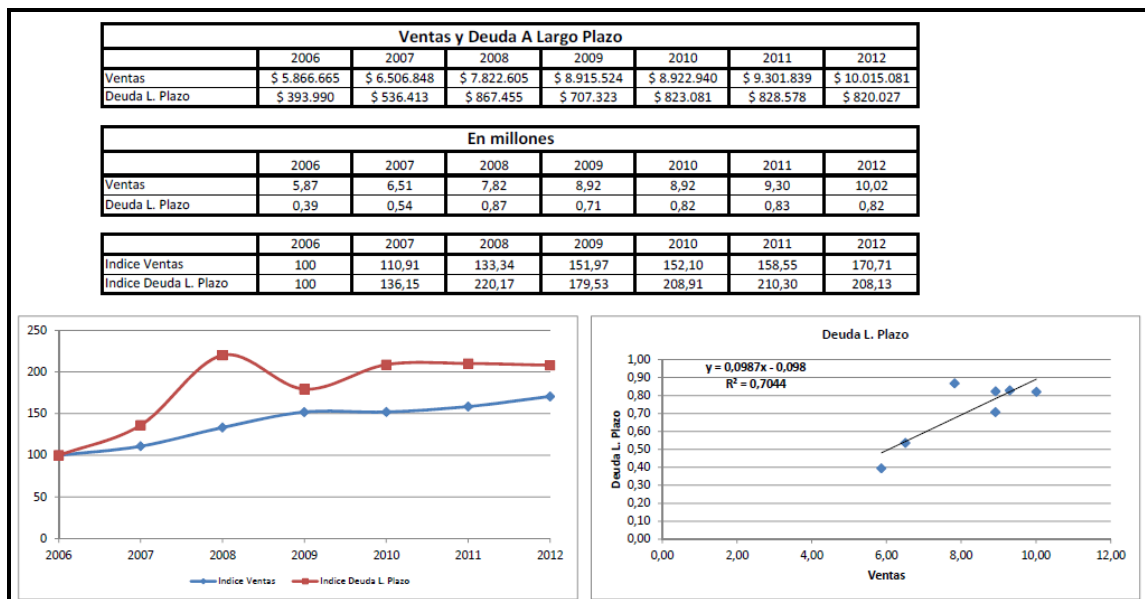 Ventas y Deuda A Largo Plazo
2006 2007 2008 2009 2010 2011 2012
Ventas $ 5.866.665 $ 6.506.848 $ 7.822.605 $ 8.915.524 $ 8.922.940 $ 9.301.839 $ 10.015.081
Deuda L. Plazo $ 393.990 $ 536.413 $ 867.455 $ 707.323 $ 823.081 $ 828.578 $ 820.027
En millones
2006 2007 2008 2009 2010 2011 2012
Ventas 5,87 6,51 7,82 8,92 8,92 9,30 10,02
Deuda L. Plazo 0,39 0,54 0,87 0,71 0,82 0,83 0,82
2006 2007 2008 2009 2010 2011 2012
Indice Ventas 100 110,91 133,34 151,97 152,10 158,55 170,71
Indice Deuda L. Plazo 100 136,15 220,17 179,53 208,91 210,30 208,13
250
200
150
100
50
0
2006 2007 2008 2009 2010 2011 2012
Indice Ventas Indice Deuda L. Plazo
Deuda L. Plazo
y = 0,0987x - 0,098
R² = 0,7044
Deuda L. Plazo
1,00
0,90
0,80
0,70
0,60
0,50
0,40
0,30
0,20
0,10
0,00
0,00 2,00 4,00 6,00 8,00 10,00 12,00
Ventas